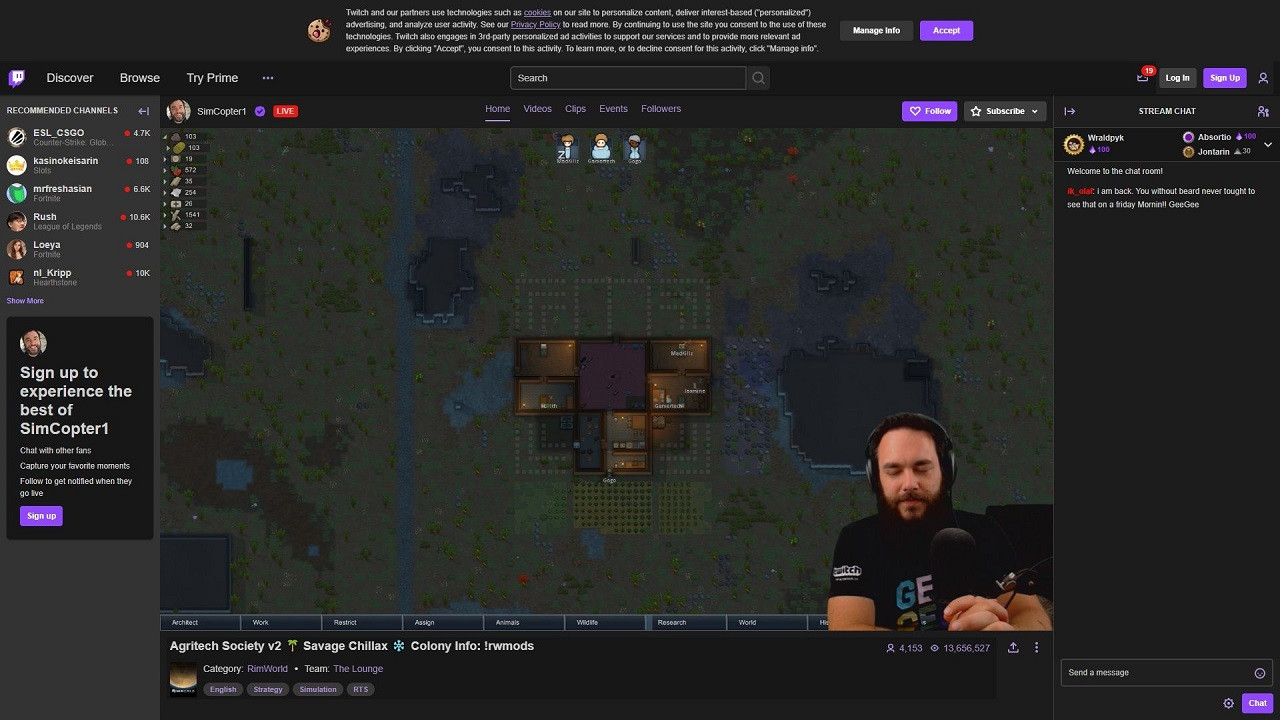 Twitch and our partners use technologies such as cookies on our site to personalize content, deliver interest-based ("personalized")
advertising, and analyze user activity. See our Privacy Policy to read more. By continuing to use the site you consent to the use of these
technologies. Twitch also engages in 3rd-party personalized ad activities to support our services and to provide more relevant ad
experiences. By clicking "Accept", you consent to this activity. To learn more, or to decline consent for this activity, click "Manage info".
Manage Info
Accept
Discover
Browse
Try Prime
Search
19
Log In
Sign Up
RECOMMENDED CHANNELS
ESL_CSGO
4.7K
Counter-Strike: Glob...
kasinokeisarin
108
Slots
mrfreshasian
6.6K
Fortnite
Rush
10.6K
League of Legends
Loeya
904
Fortnite
nl_Kripp
10K
Hearthstone
Show More
Sign up to
experience the
best of
SimCopter1
Chat with other fans
Capture your favorite moments
Follow to get notified when they
go live
Sign up
SimCopter1
LIVE
Home
Videos
Clips
Events
Followers
Follow
Subscribe
103
103
19
572
35
254
26
1541
32
Gogo
Gogo
twitch
GE
Architect
Work
Restrict
Assign
Animals
Wildlife
Research
World
Agritech Society v2 🌴 Savage Chillax ❄ Colony Info: !rwmods
4,153
13,656,527
Category: RimWorld • Team: The Lounge
RIMWORLD
English
Strategy
Simulation
RTS
STREAM CHAT
Wraldpyk
100
Absortio 100
Jontarin 30
Welcome to the chat room!
ik_olaf: i am back. You without beard never tought to
see that on a friday Mornin!! GeeGee
Send a message
Chat